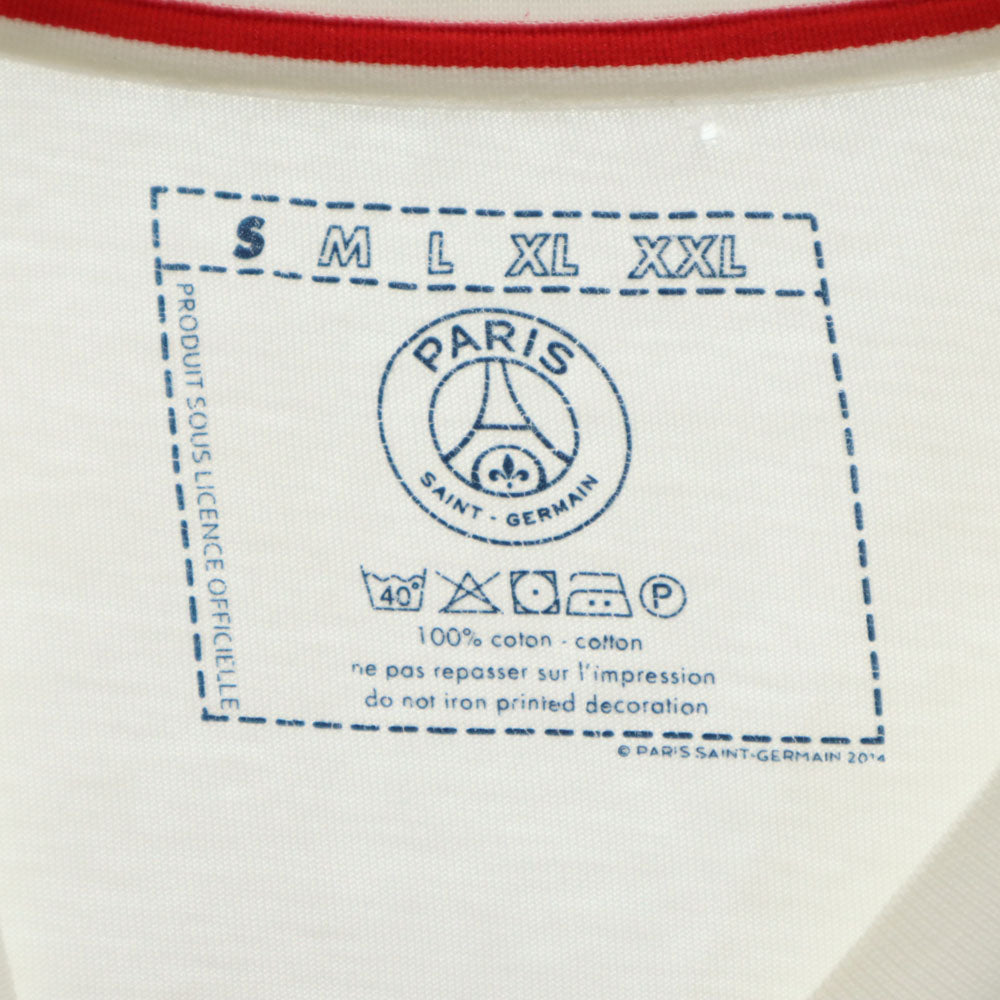 S M L XL XXL
PRODUIT SOUS LICENCE OFFICIELLE
PARIS
SAINT - GERMAIN
40° P
100% coton - cotton
ne pas repasser sur l'impression
do not iron printed decoration
© PARIS SAINT-GERMAIN 2014